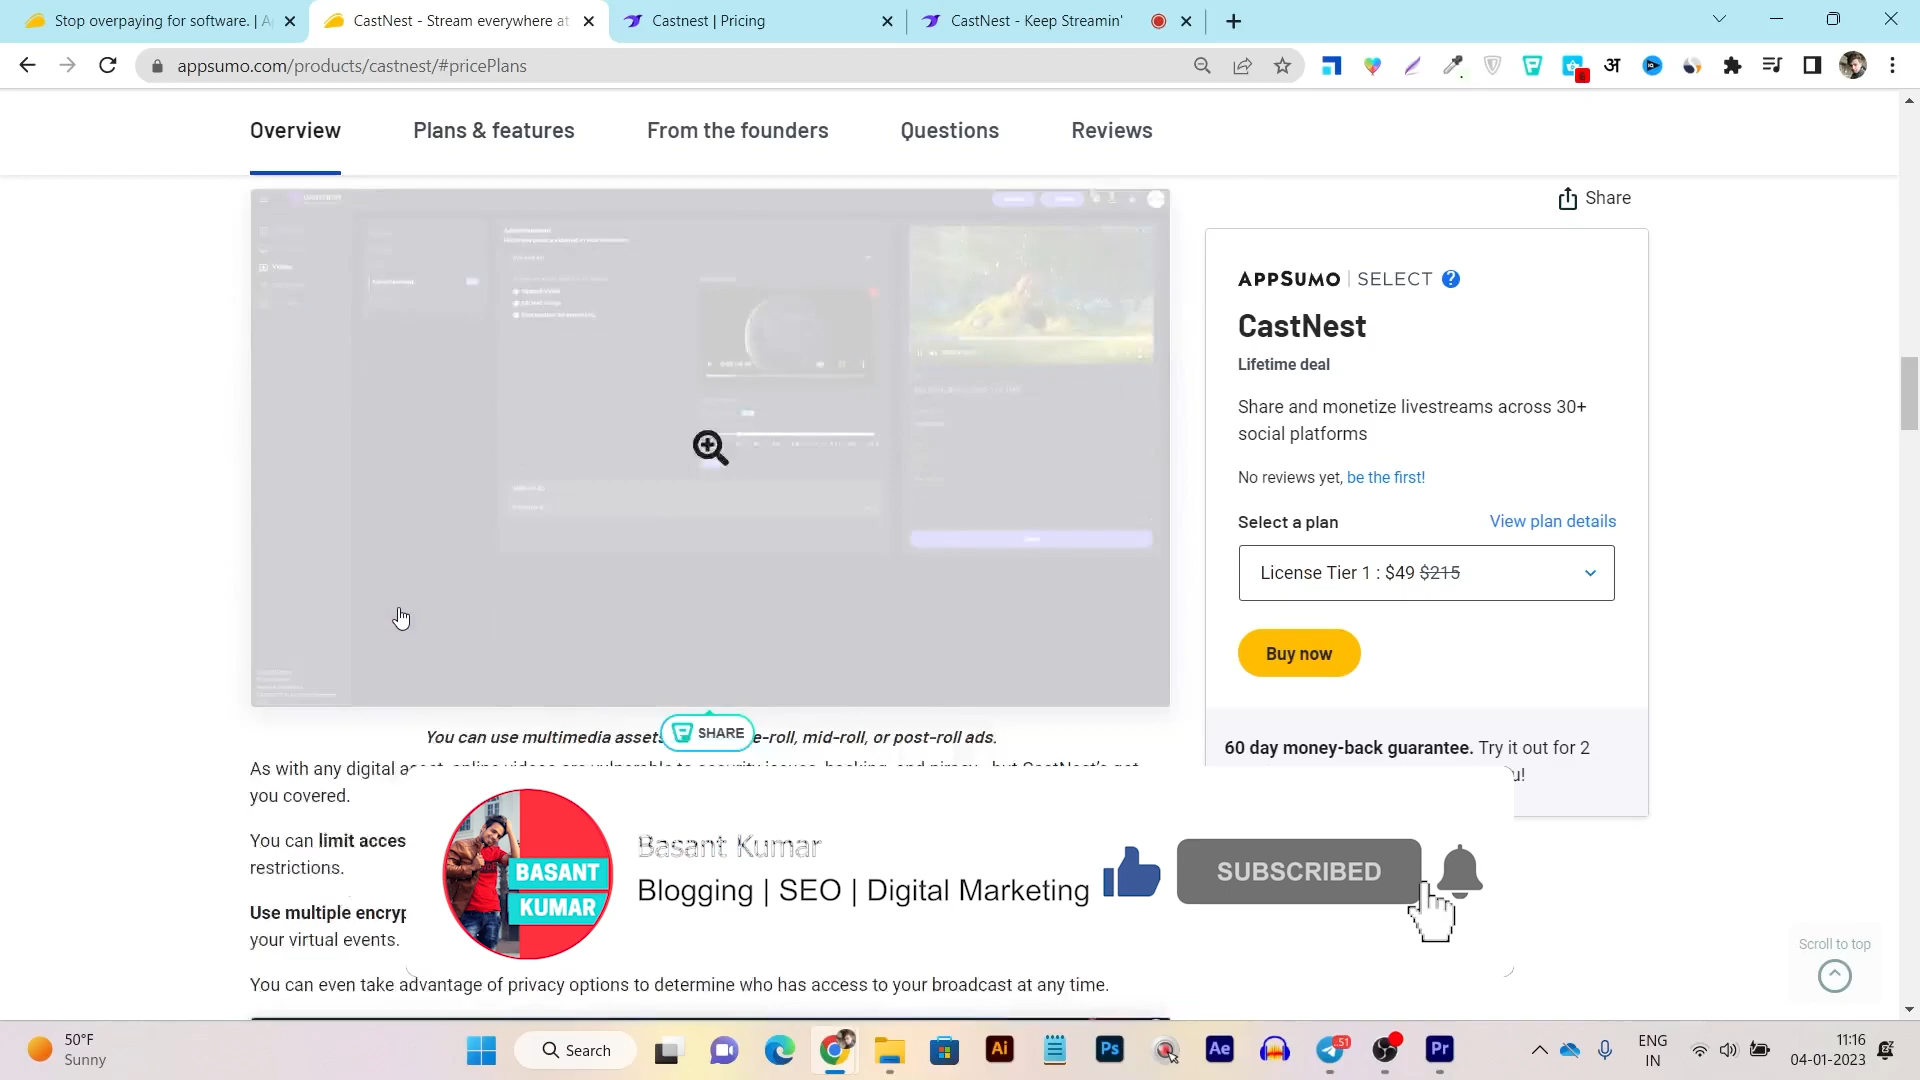 Stop overpaying for software. | A
CastNest - Stream everywhere at
Castnest | Pricing
CastNest - Keep Streamin'
appsumo.com/products/castnest/#pricePlans
Overview
Plans & features
From the founders
Questions
Reviews
Share
APPSUMO | SELECT ?
CastNest
Lifetime deal
Share and monetize livestreams across 30+
social platforms
No reviews yet, be the first!
Select a plan
View plan details
License Tier 1 : $49 $215
Buy now
60 day money-back guarantee. Try it out for 2
u!
You can use multimedia assets
SHARE
e-roll, mid-roll, or post-roll ads.
As with any digital
you covered.
You can limit acces
restrictions.
Use multiple encryp
your virtual events.
You can even take advantage of privacy options to determine who has access to your broadcast at any time.
BASANT
KUMAR
Basant Kumar
Blogging | SEO | Digital Marketing
SUBSCRIBED
Scroll to top
50°F
Sunny
Search
Ai
Ps
Ae
51
Pr
ENG
IN
11:16
04-01-2023